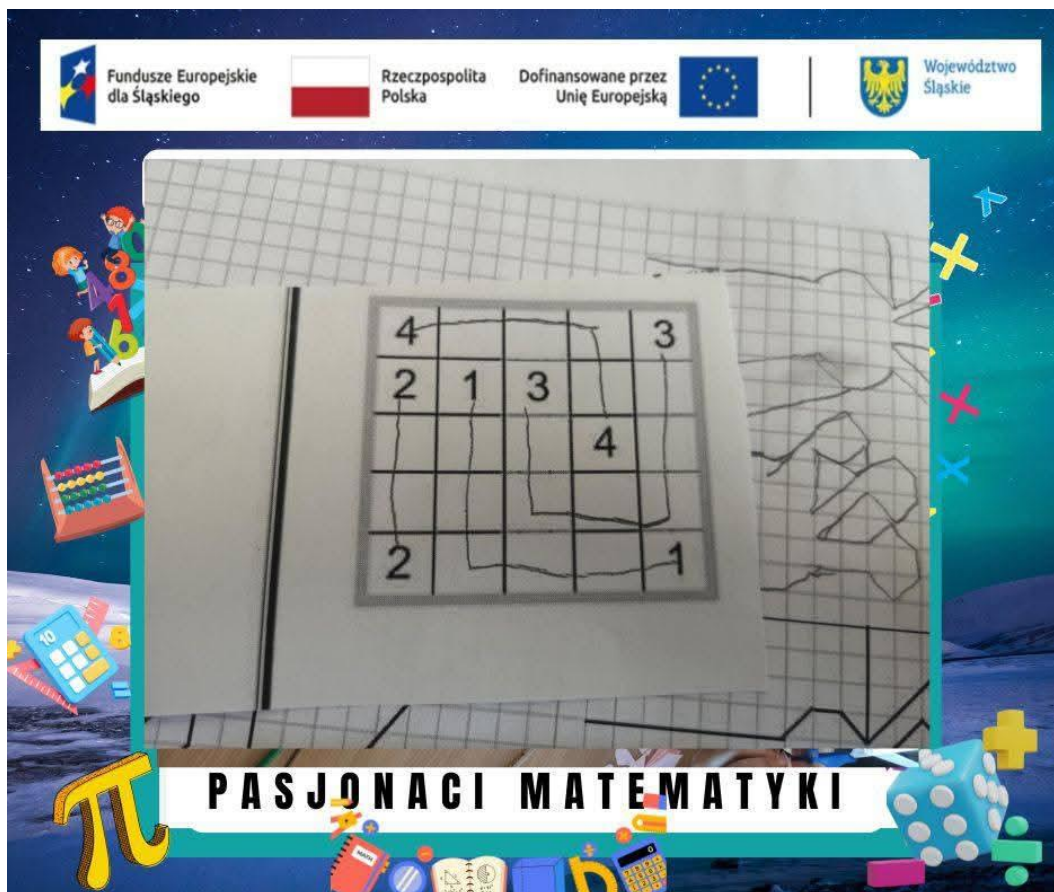 Fundusze Europejskie
dla Śląskiego
Rzeczpospolita
Polska
Dofinansowane przez
Unię Europejską
Województwo
Śląskie
4 3
2 1 3
4
2 1
PASJONACI MATEMATYKI